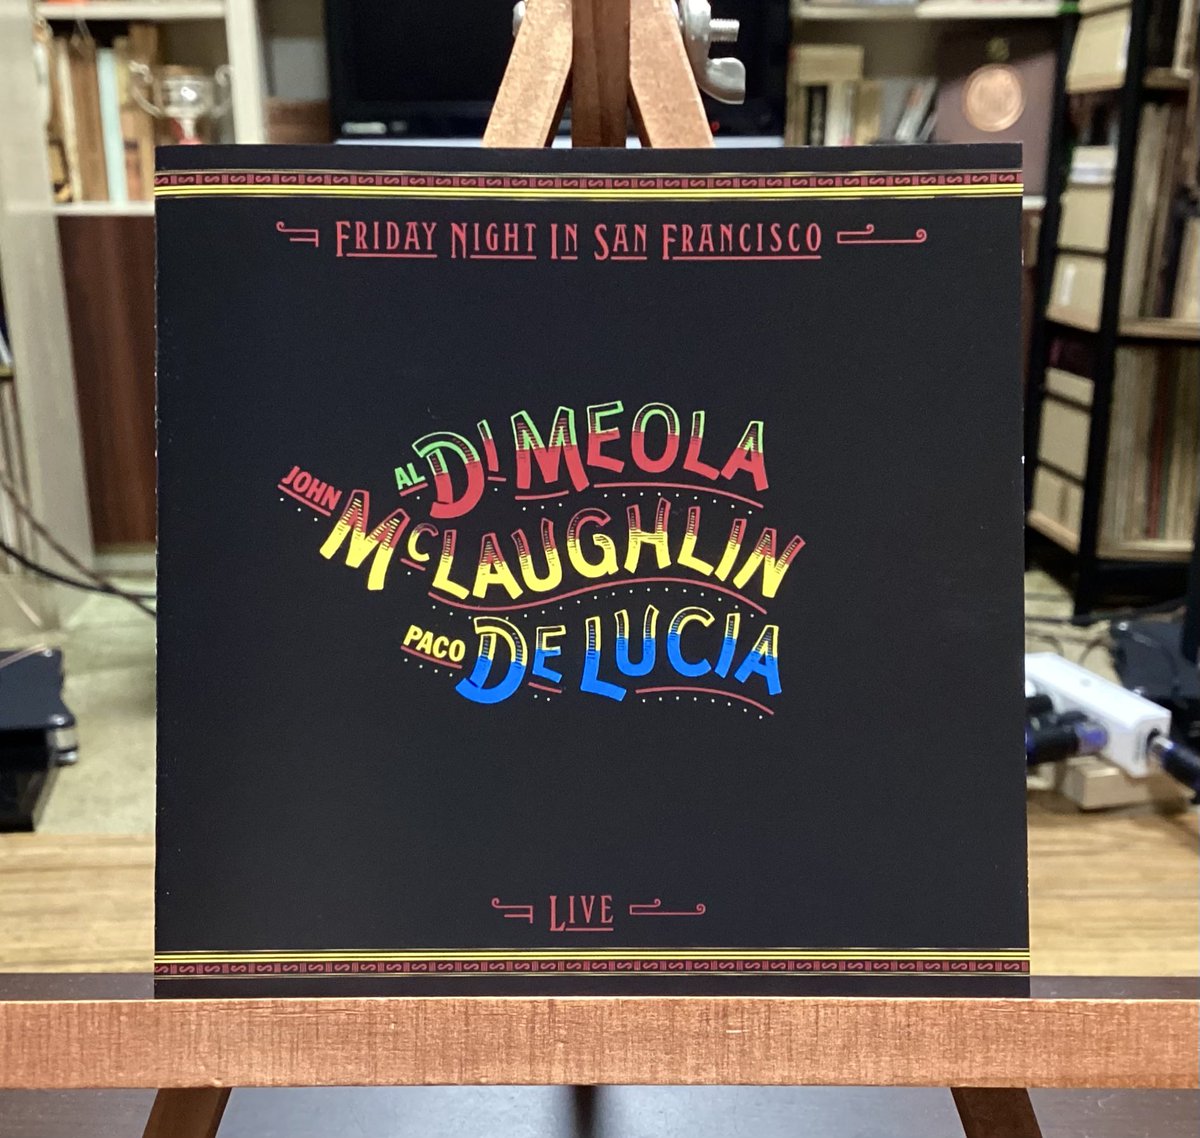 FRIDAY NIGHT IN SAN FRANCISCO
AL DI MEOLA
JOHN MCLAUGHLIN
PACO DE LUCIA
LIVE